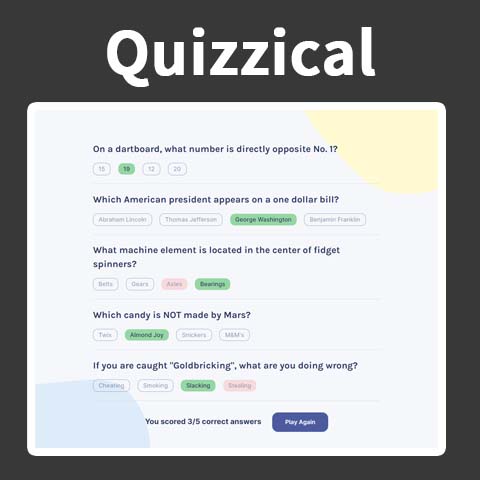 Quizzical
On a dartboard, what number is directly opposite No. 1?
15 19 12 20
Which American president appears on a one dollar bill?
Abraham Lincoln Thomas Jefferson George Washington Benjamin Franklin
What machine element is located in the center of fidget
spinners?
Belts Gears Axles Bearings
Which candy is NOT made by Mars?
Twix Almond Joy Snickers M&M's
If you are caught "Goldbricking", what are you doing wrong?
Cheating Smoking Slacking Stealing
You scored 3/5 correct answers Play Again